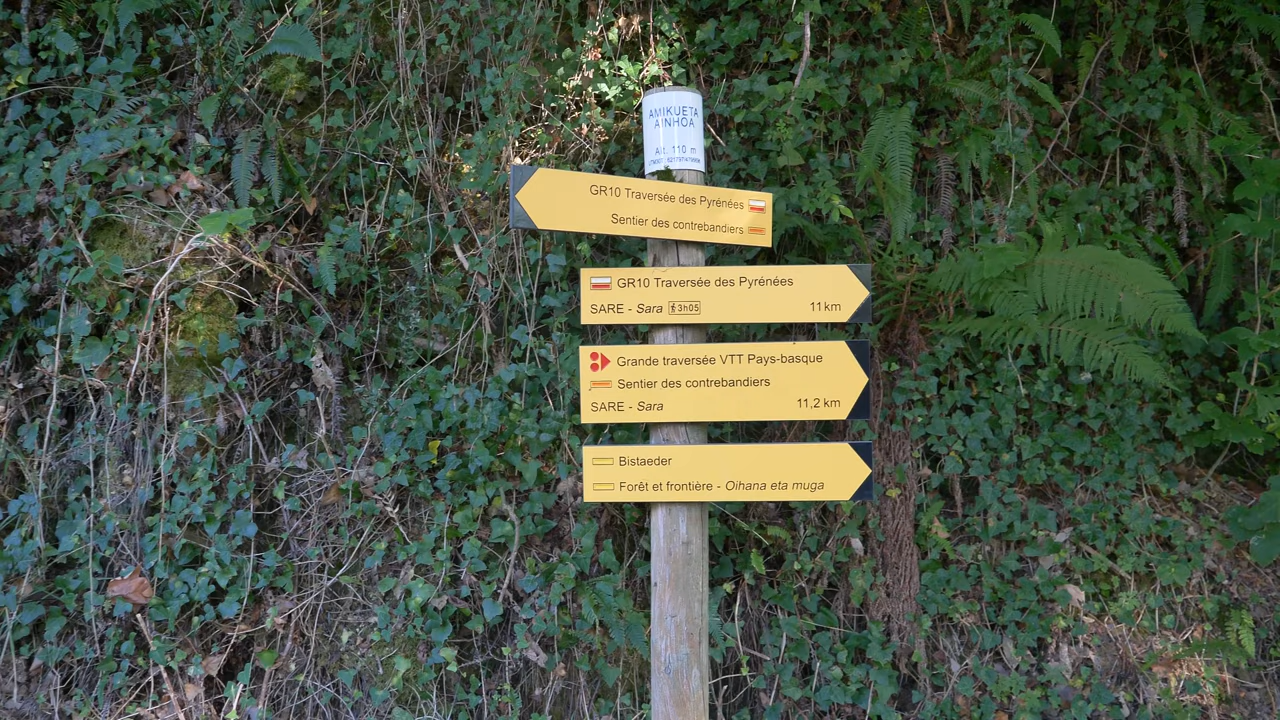 AMIKUETA
AINHOA
Alt. 110 m
GR10 Traversée des Pyrénées
Sentier des contrebandiers
GR10 Traversée des Pyrénées
SARE - Sara 3h05 11 km
Grande traversée VTT Pays-basque
Sentier des contrebandiers
SARE - Sara 11,2 km
Bistaeder
Forêt et frontière - Oihana eta muga